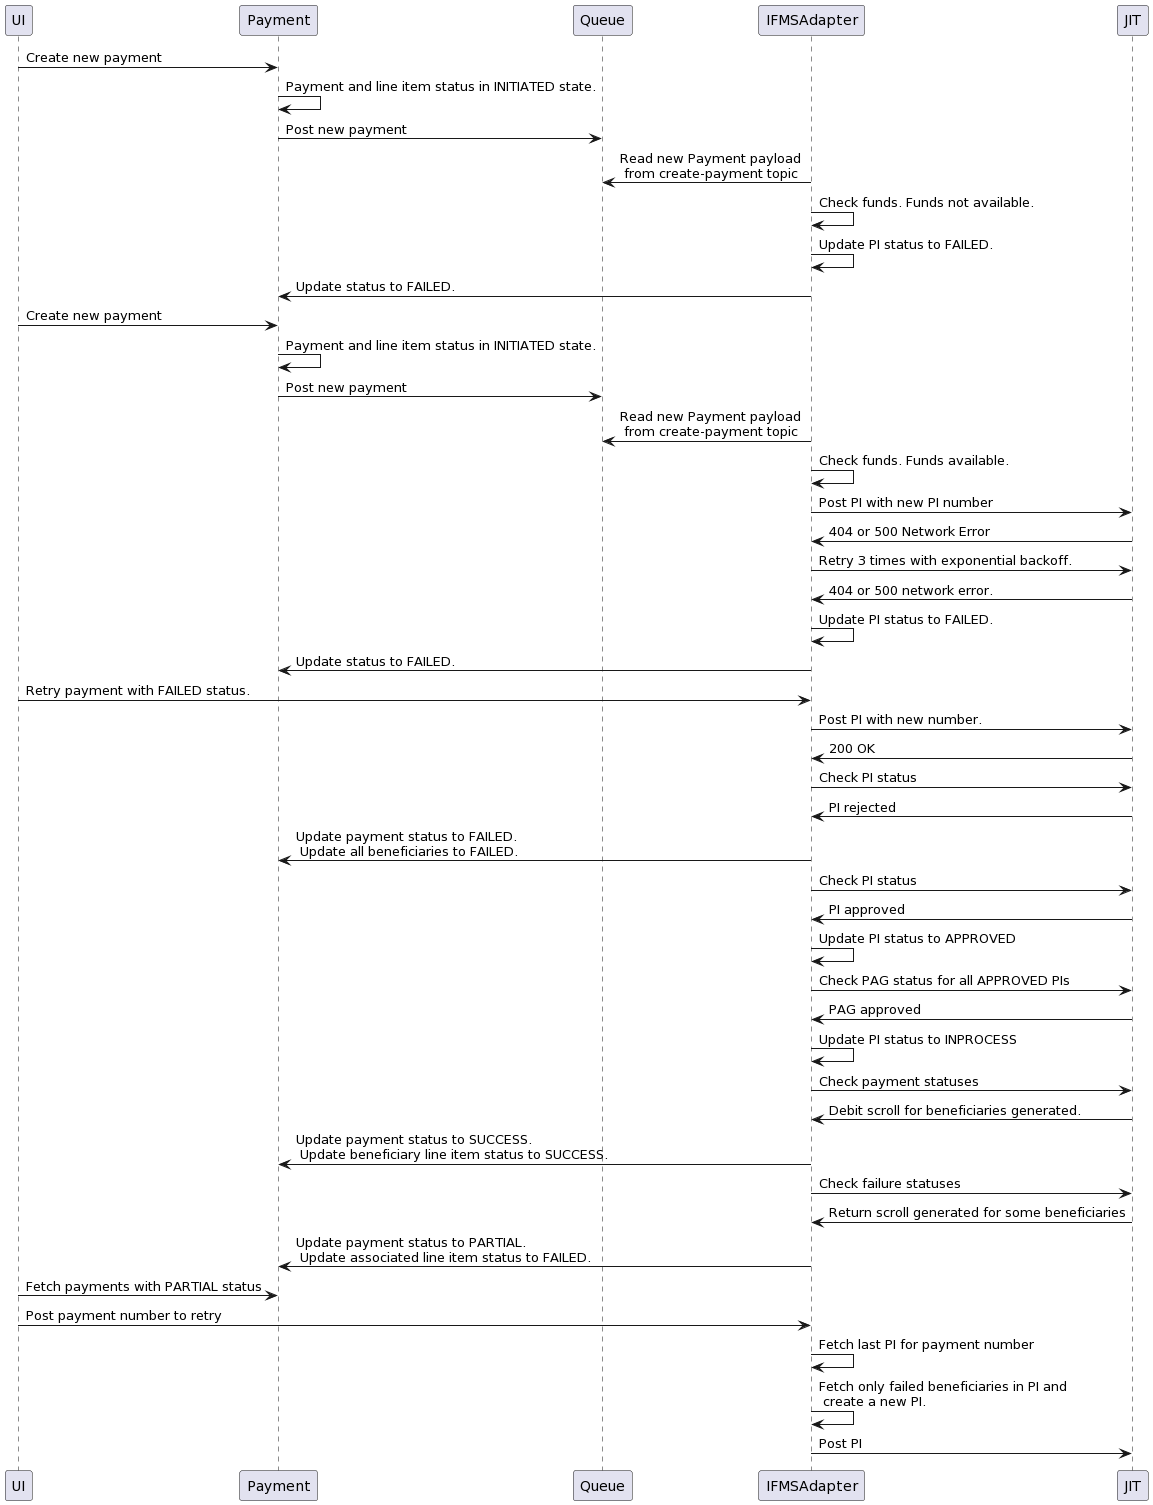 UI Payment Queue IFMSAdapter JIT
Create new payment
Payment and line item status in INITIATED state.
Post new payment
Read new Payment payload
from create-payment topic
Check funds. Funds not available.
Update PI status to FAILED.
Update status to FAILED.
Create new payment
Payment and line item status in INITIATED state.
Post new payment
Read new Payment payload
from create-payment topic
Check funds. Funds available.
Post PI with new PI number
404 or 500 Network Error
Retry 3 times with exponential backoff.
404 or 500 network error.
Update PI status to FAILED.
Update status to FAILED.
Retry payment with FAILED status.
Post PI with new number.
200 OK
Check PI status
PI rejected
Update payment status to FAILED.
Update all beneficiaries to FAILED.
Check PI status
PI approved
Update PI status to APPROVED
Check PAG status for all APPROVED PIs
PAG approved
Update PI status to INPROCESS
Check payment statuses
Debit scroll for beneficiaries generated.
Update payment status to SUCCESS.
Update beneficiary line item status to SUCCESS.
Check failure statuses
Return scroll generated for some beneficiaries
Update payment status to PARTIAL.
Update associated line item status to FAILED.
Fetch payments with PARTIAL status
Post payment number to retry
Fetch last PI for payment number
Fetch only failed beneficiaries in PI and
create a new PI.
Post PI
UI Payment Queue IFMSAdapter JIT